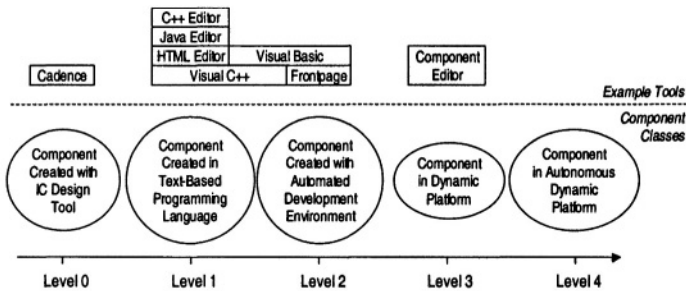 C++ Editor
Java Editor
HTML Editor
Visual Basic
Cadence
Visual C++
Frontpage
Component
Editor
Example Tools
Component
Classes
Component
Created with
IC Design
Tool
Component
Created in
Text-Based
Programming
Language
Component
Created with
Automated
Development
Environment
Component
in Dynamic
Platform
Component
in Autonomous
Dynamic
Platform
Level 0
Level 1
Level 2
Level 3
Level 4